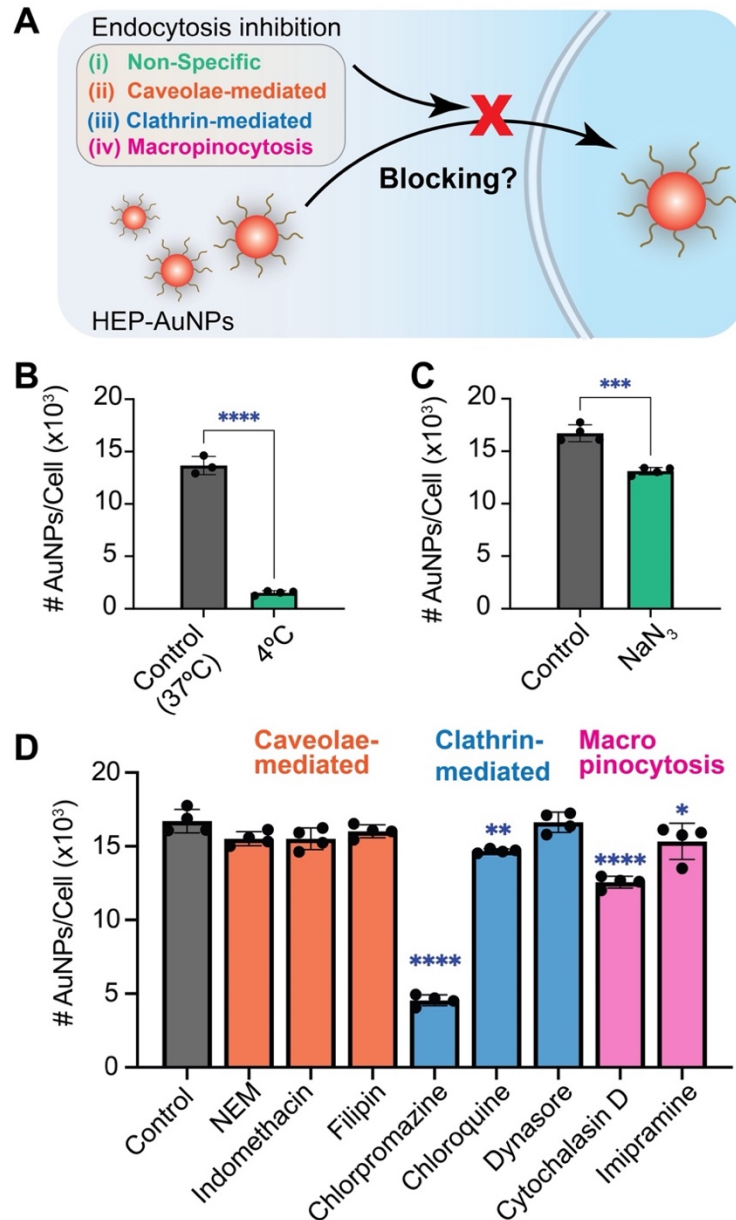 A
Endocytosis inhibition
(i) Non-Specific
(ii) Caveolae-mediated
(iii) Clathrin-mediated
(iv) Macropinocytosis
X
Blocking?
HEP-AuNPs
B
# AuNPs/Cell (x10³)
20
15
10
5
0
****
Control
(37ºC)
4ºC
C
# AuNPs/Cell (x10³)
20
15
10
5
0
***
Control
NaN₃
D
Caveolae-
mediated
Clathrin-
mediated
Macro
pinocytosis
# AuNPs/Cell (x10³)
20
15
10
5
0
****
**
****
*
Control
NEM
Indomethacin
Filipin
Chlorpromazine
Chloroquine
Dynasore
Cytochalasin D
Imipramine